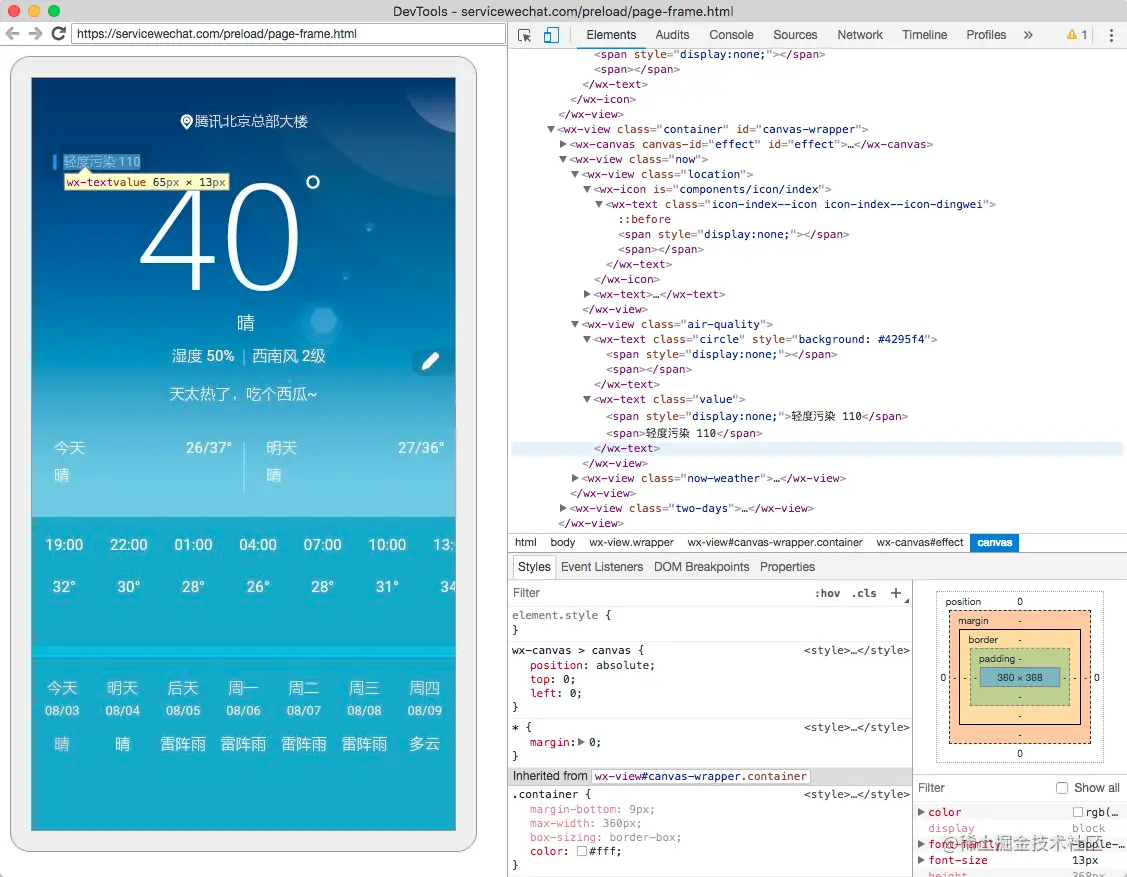 DevTools - servicewechat.com/preload/page-frame.html
https://servicewechat.com/preload/page-frame.html
腾讯北京总部大楼
轻度污染 110
wx-textvalue 65px × 13px
40°
晴
湿度 50% | 西南风 2级
天太热了，吃个西瓜~
今天 26/37° 明天 27/36°
晴 晴
19:00 22:00 01:00 04:00 07:00 10:00 13:
32° 30° 28° 26° 28° 31° 34
今天 明天 后天 周一 周二 周三 周四
08/03 08/04 08/05 08/06 08/07 08/08 08/09
晴 晴 雷阵雨 雷阵雨 雷阵雨 雷阵雨 多云
Elements Audits Console Sources Network Timeline Profiles » 1
<span style="display:none;"></span>
<span></span>
</wx-text>
</wx-icon>
</wx-view>
▼<wx-view class="container" id="canvas-wrapper">
▶<wx-canvas canvas-id="effect" id="effect">…</wx-canvas>
▼<wx-view class="now">
▼<wx-view class="location">
▼<wx-icon is="components/icon/index">
▼<wx-text class="icon-index--icon icon-index--icon-dingwei">
::before
<span style="display:none;"></span>
<span></span>
</wx-text>
</wx-icon>
▶<wx-text>…</wx-text>
</wx-view>
▼<wx-view class="air-quality">
▼<wx-text class="circle" style="background: #4295f4">
<span style="display:none;"></span>
<span></span>
</wx-text>
▼<wx-text class="value">
<span style="display:none;">轻度污染 110</span>
<span>轻度污染 110</span>
</wx-text>
</wx-view>
▶<wx-view class="now-weather">…</wx-view>
</wx-view>
▶<wx-view class="two-days">…</wx-view>
</wx-view>
html body wx-view.wrapper wx-view#canvas-wrapper.container wx-canvas#effect canvas
Styles Event Listeners DOM Breakpoints Properties
Filter :hov .cls +
element.style {
}
wx-canvas > canvas { <style>…</style>
position: absolute;
top: 0;
left: 0;
}
* { <style>…</style>
margin:▶ 0;
}
Inherited from wx-view#canvas-wrapper.container
.container { <style>…</style>
margin-bottom: 9px;
max-width: 360px;
box-sizing: border-box;
color: #fff;
}
position 0
margin -
border -
padding -
0 - - - 360 × 368 - - - 0
-
-
-
0
Filter Show all
▶ color rgb(…
display block
▶ font-family -apple-…
▶ font-size 13px
height 368px
@稀土掘金技术社区